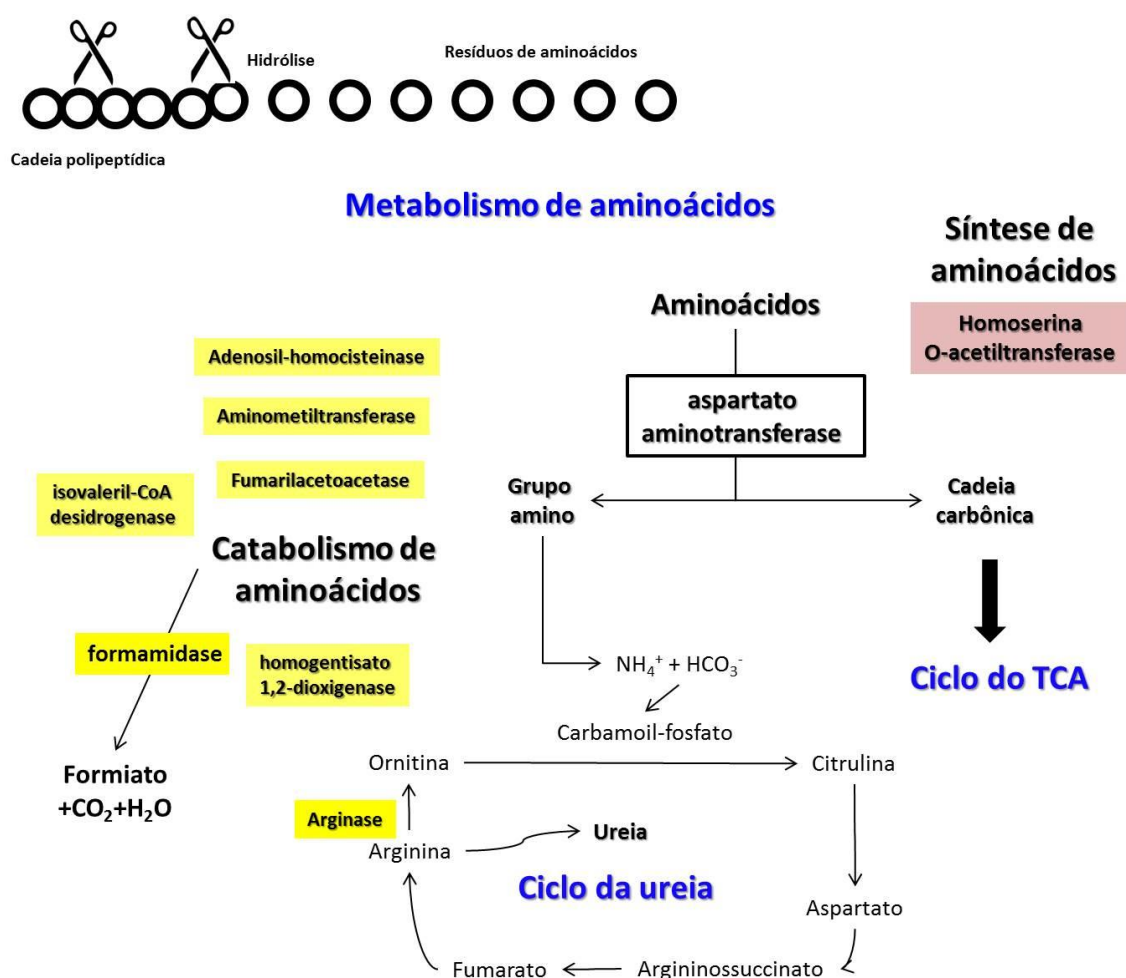 Hidrólise
Resíduos de aminoácidos
Cadeia polipeptídica
Metabolismo de aminoácidos
Síntese de
aminoácidos
Homoserina
O-acetiltransferase
Aminoácidos
aspartato
aminotransferase
Grupo
amino
Cadeia
carbônica
Adenosil-homocisteinase
Aminometiltransferase
Fumarilacetoacetase
isovaleril-CoA
desidrogenase
Catabolismo de
aminoácidos
formamidase
homogentisato
1,2-dioxigenase
Formiato
+CO₂+H₂O
NH₄⁺ + HCO₃⁻
Carbamoil-fosfato
Ciclo do TCA
Ornitina
Citrulina
Arginase
Arginina
Ureia
Ciclo da ureia
Aspartato
Fumarato
Argininossuccinato